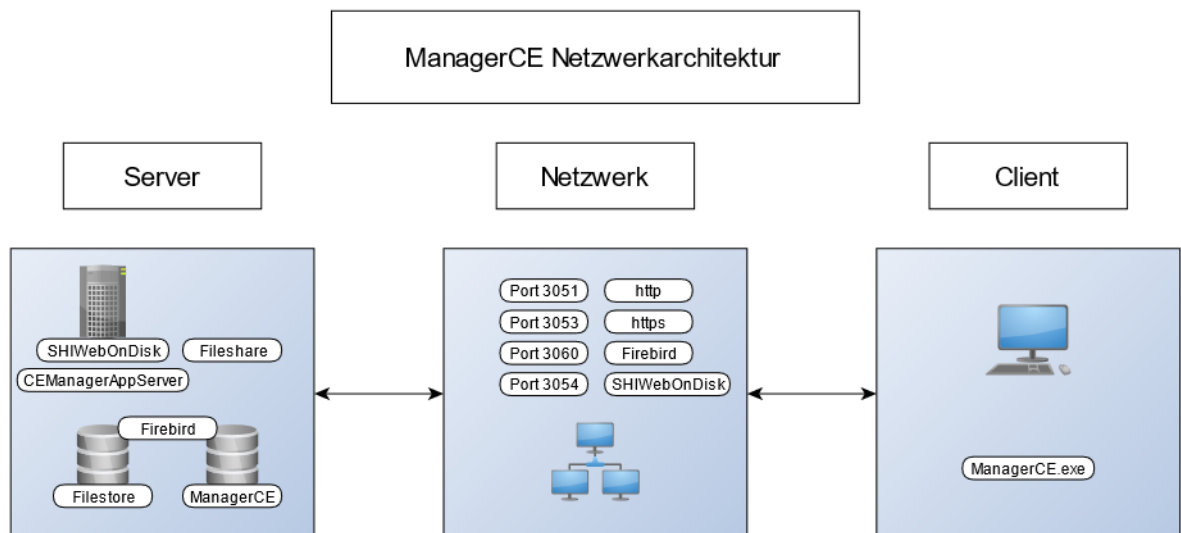 ManagerCE Netzwerkarchitektur
Server
Netzwerk
Client
SHIWebOnDisk
Fileshare
CEManagerAppServer
Firebird
Filestore
ManagerCE
Port 3051
http
Port 3053
https
Port 3060
Firebird
Port 3054
SHIWebOnDisk
ManagerCE.exe